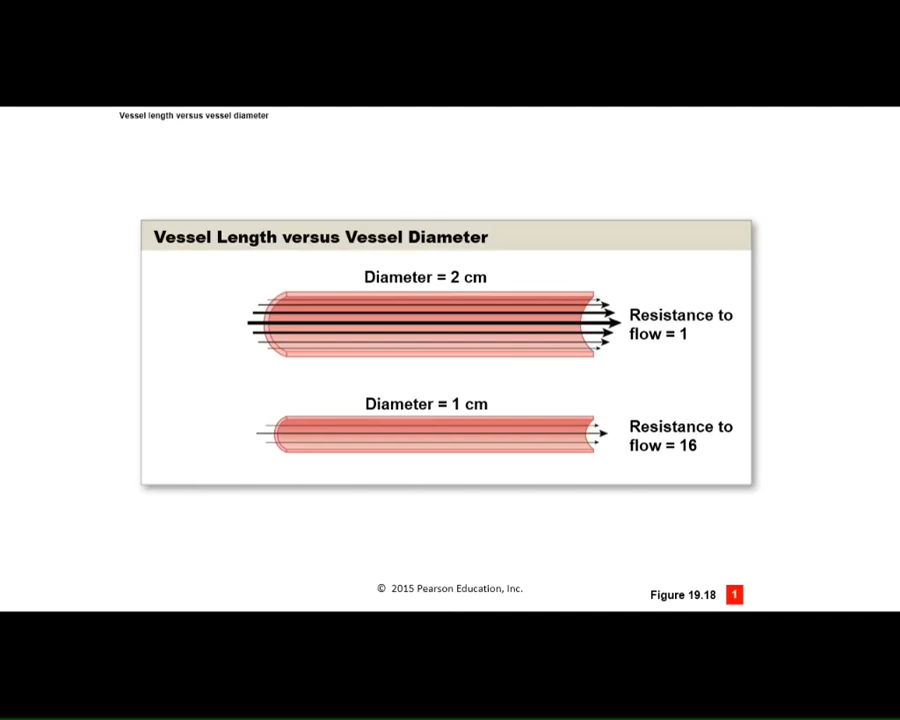 Vessel length versus vessel diameter
Vessel Length versus Vessel Diameter
Diameter = 2 cm
Resistance to
flow = 1
Diameter = 1 cm
Resistance to
flow = 16
© 2015 Pearson Education, Inc.
Figure 19.18 1